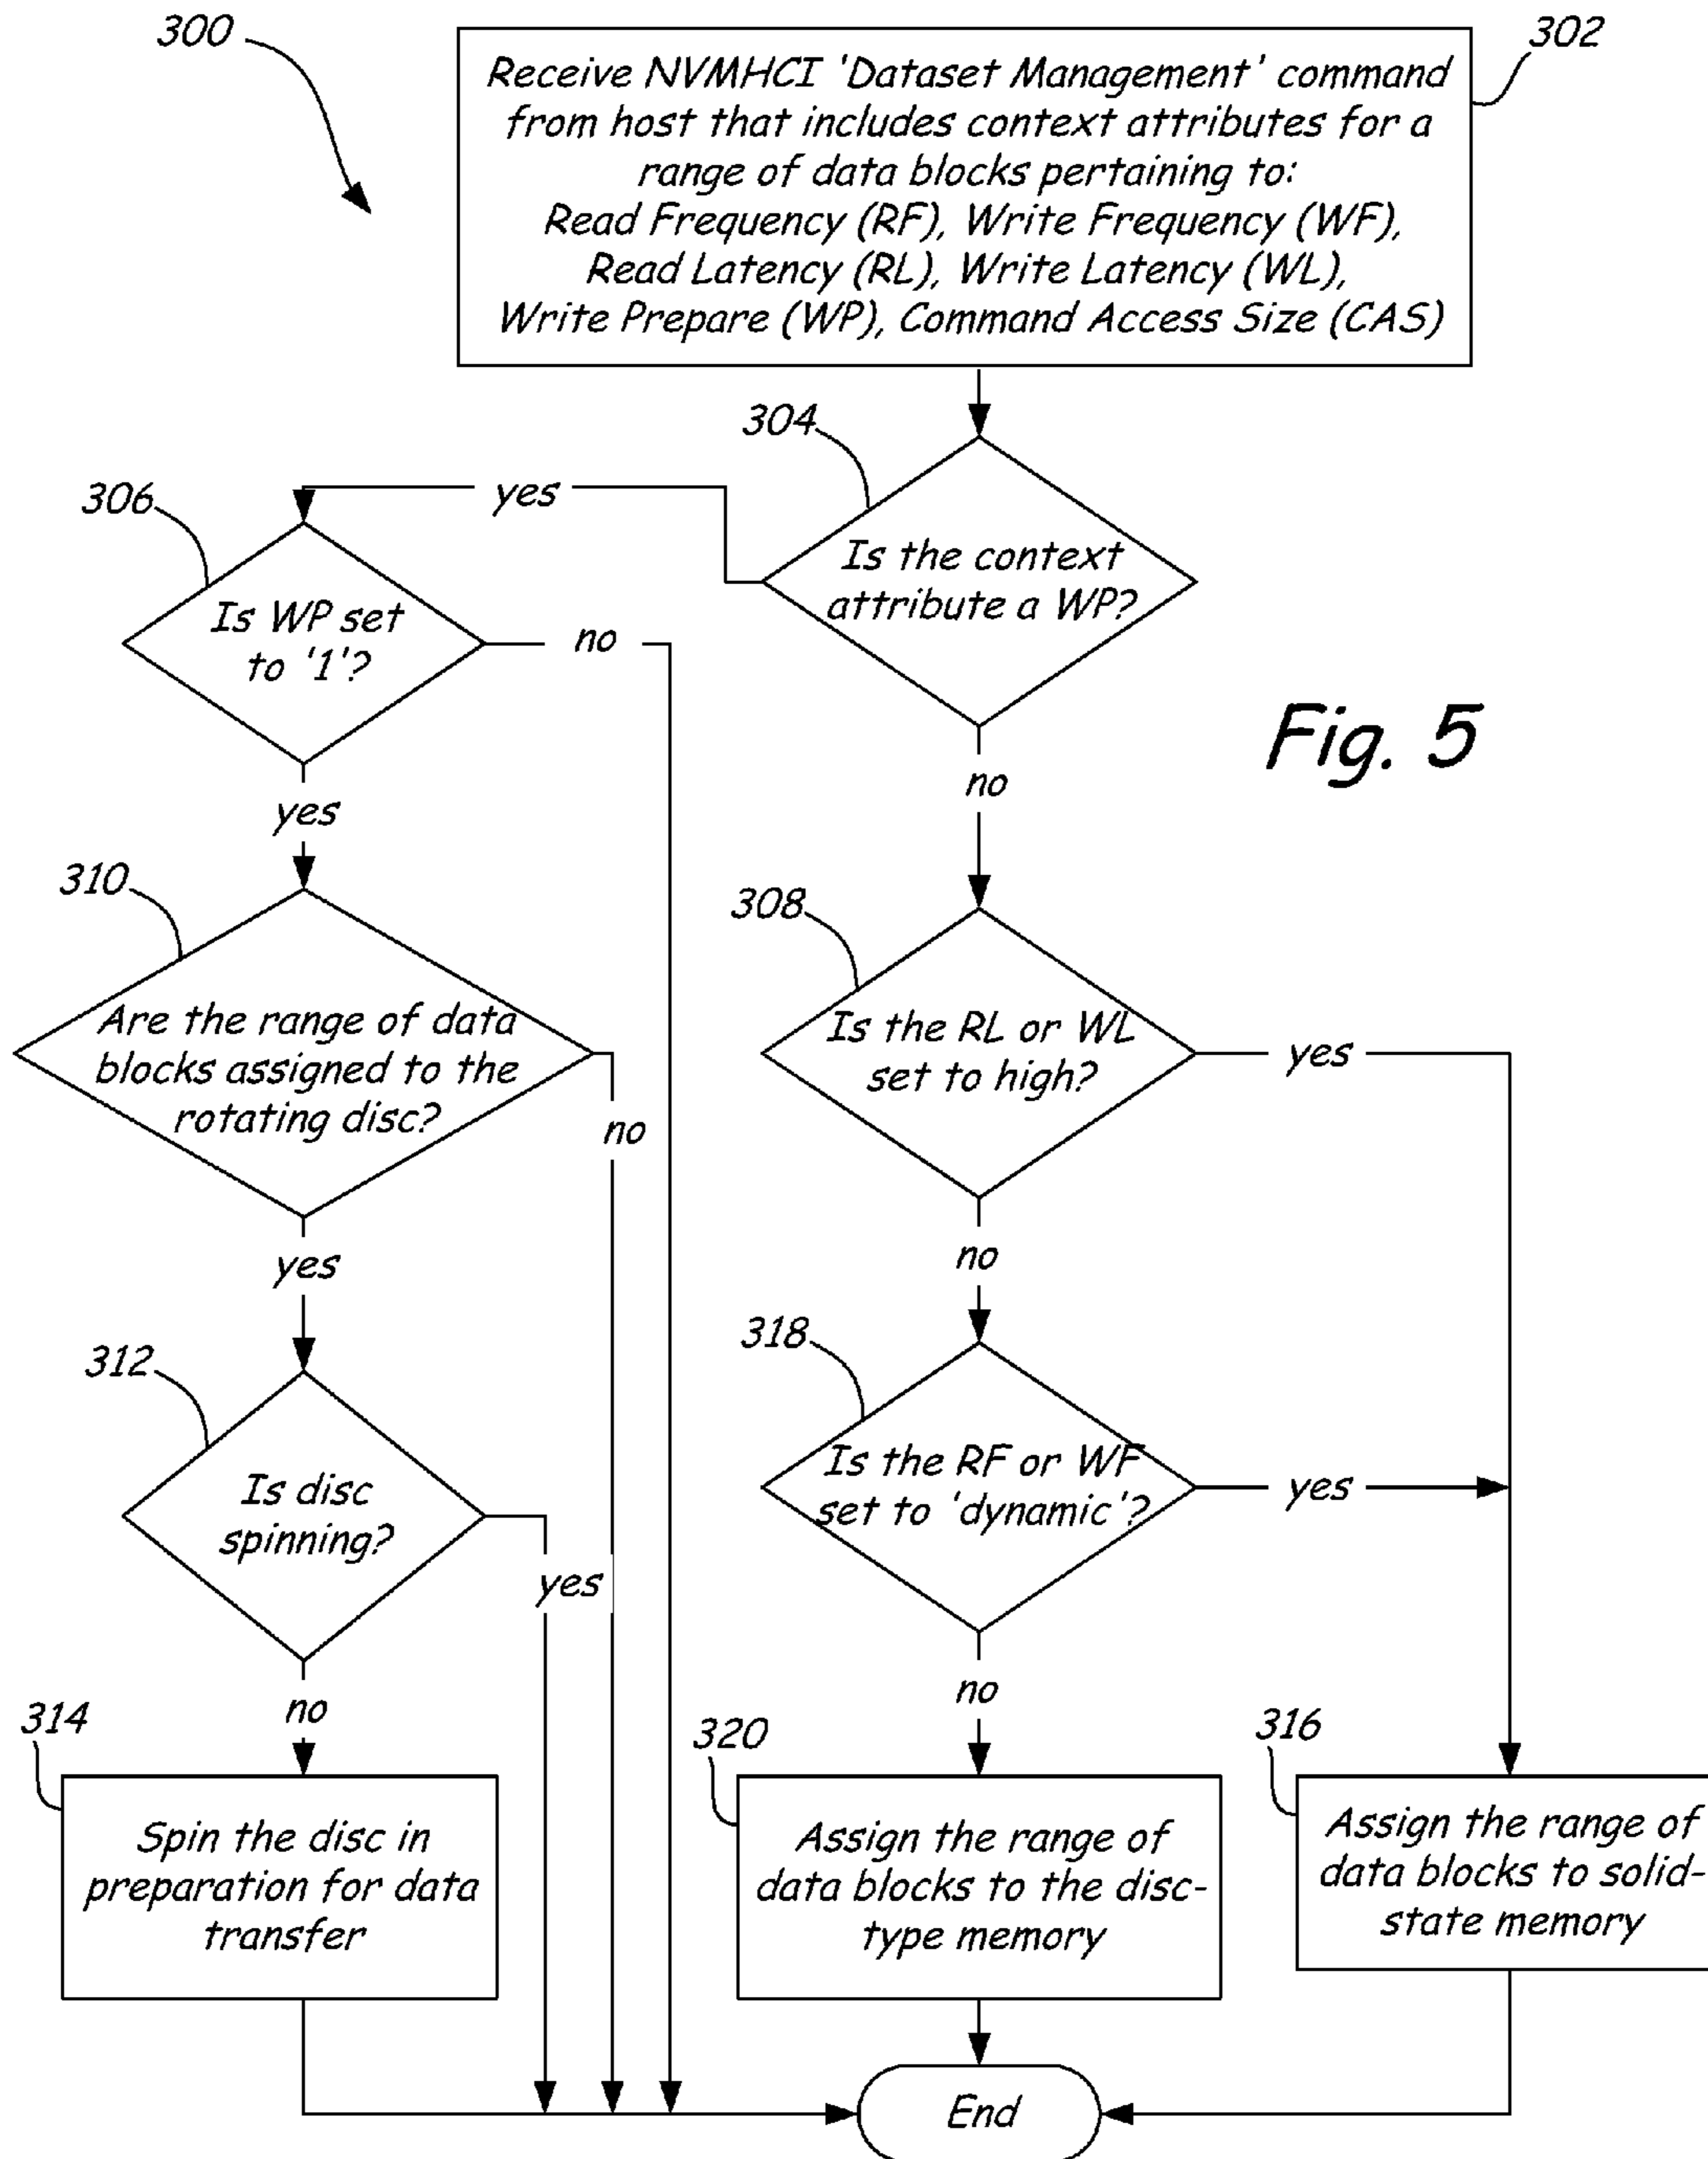 300
302
Receive NVMHCI 'Dataset Management' command
from host that includes context attributes for a
range of data blocks pertaining to:
Read Frequency (RF), Write Frequency (WF),
Read Latency (RL), Write Latency (WL),
Write Prepare (WP), Command Access Size (CAS)
304
Is the context
attribute a WP?
yes
no
306
Is WP set
to '1'?
no
yes
Fig. 5
310
Are the range of data
blocks assigned to the
rotating disc?
no
yes
308
Is the RL or WL
set to high?
yes
no
312
Is disc
spinning?
yes
no
318
Is the RF or WF
set to 'dynamic'?
yes
no
314
Spin the disc in
preparation for data
transfer
320
Assign the range of
data blocks to the disc-
type memory
316
Assign the range of
data blocks to solid-
state memory
End